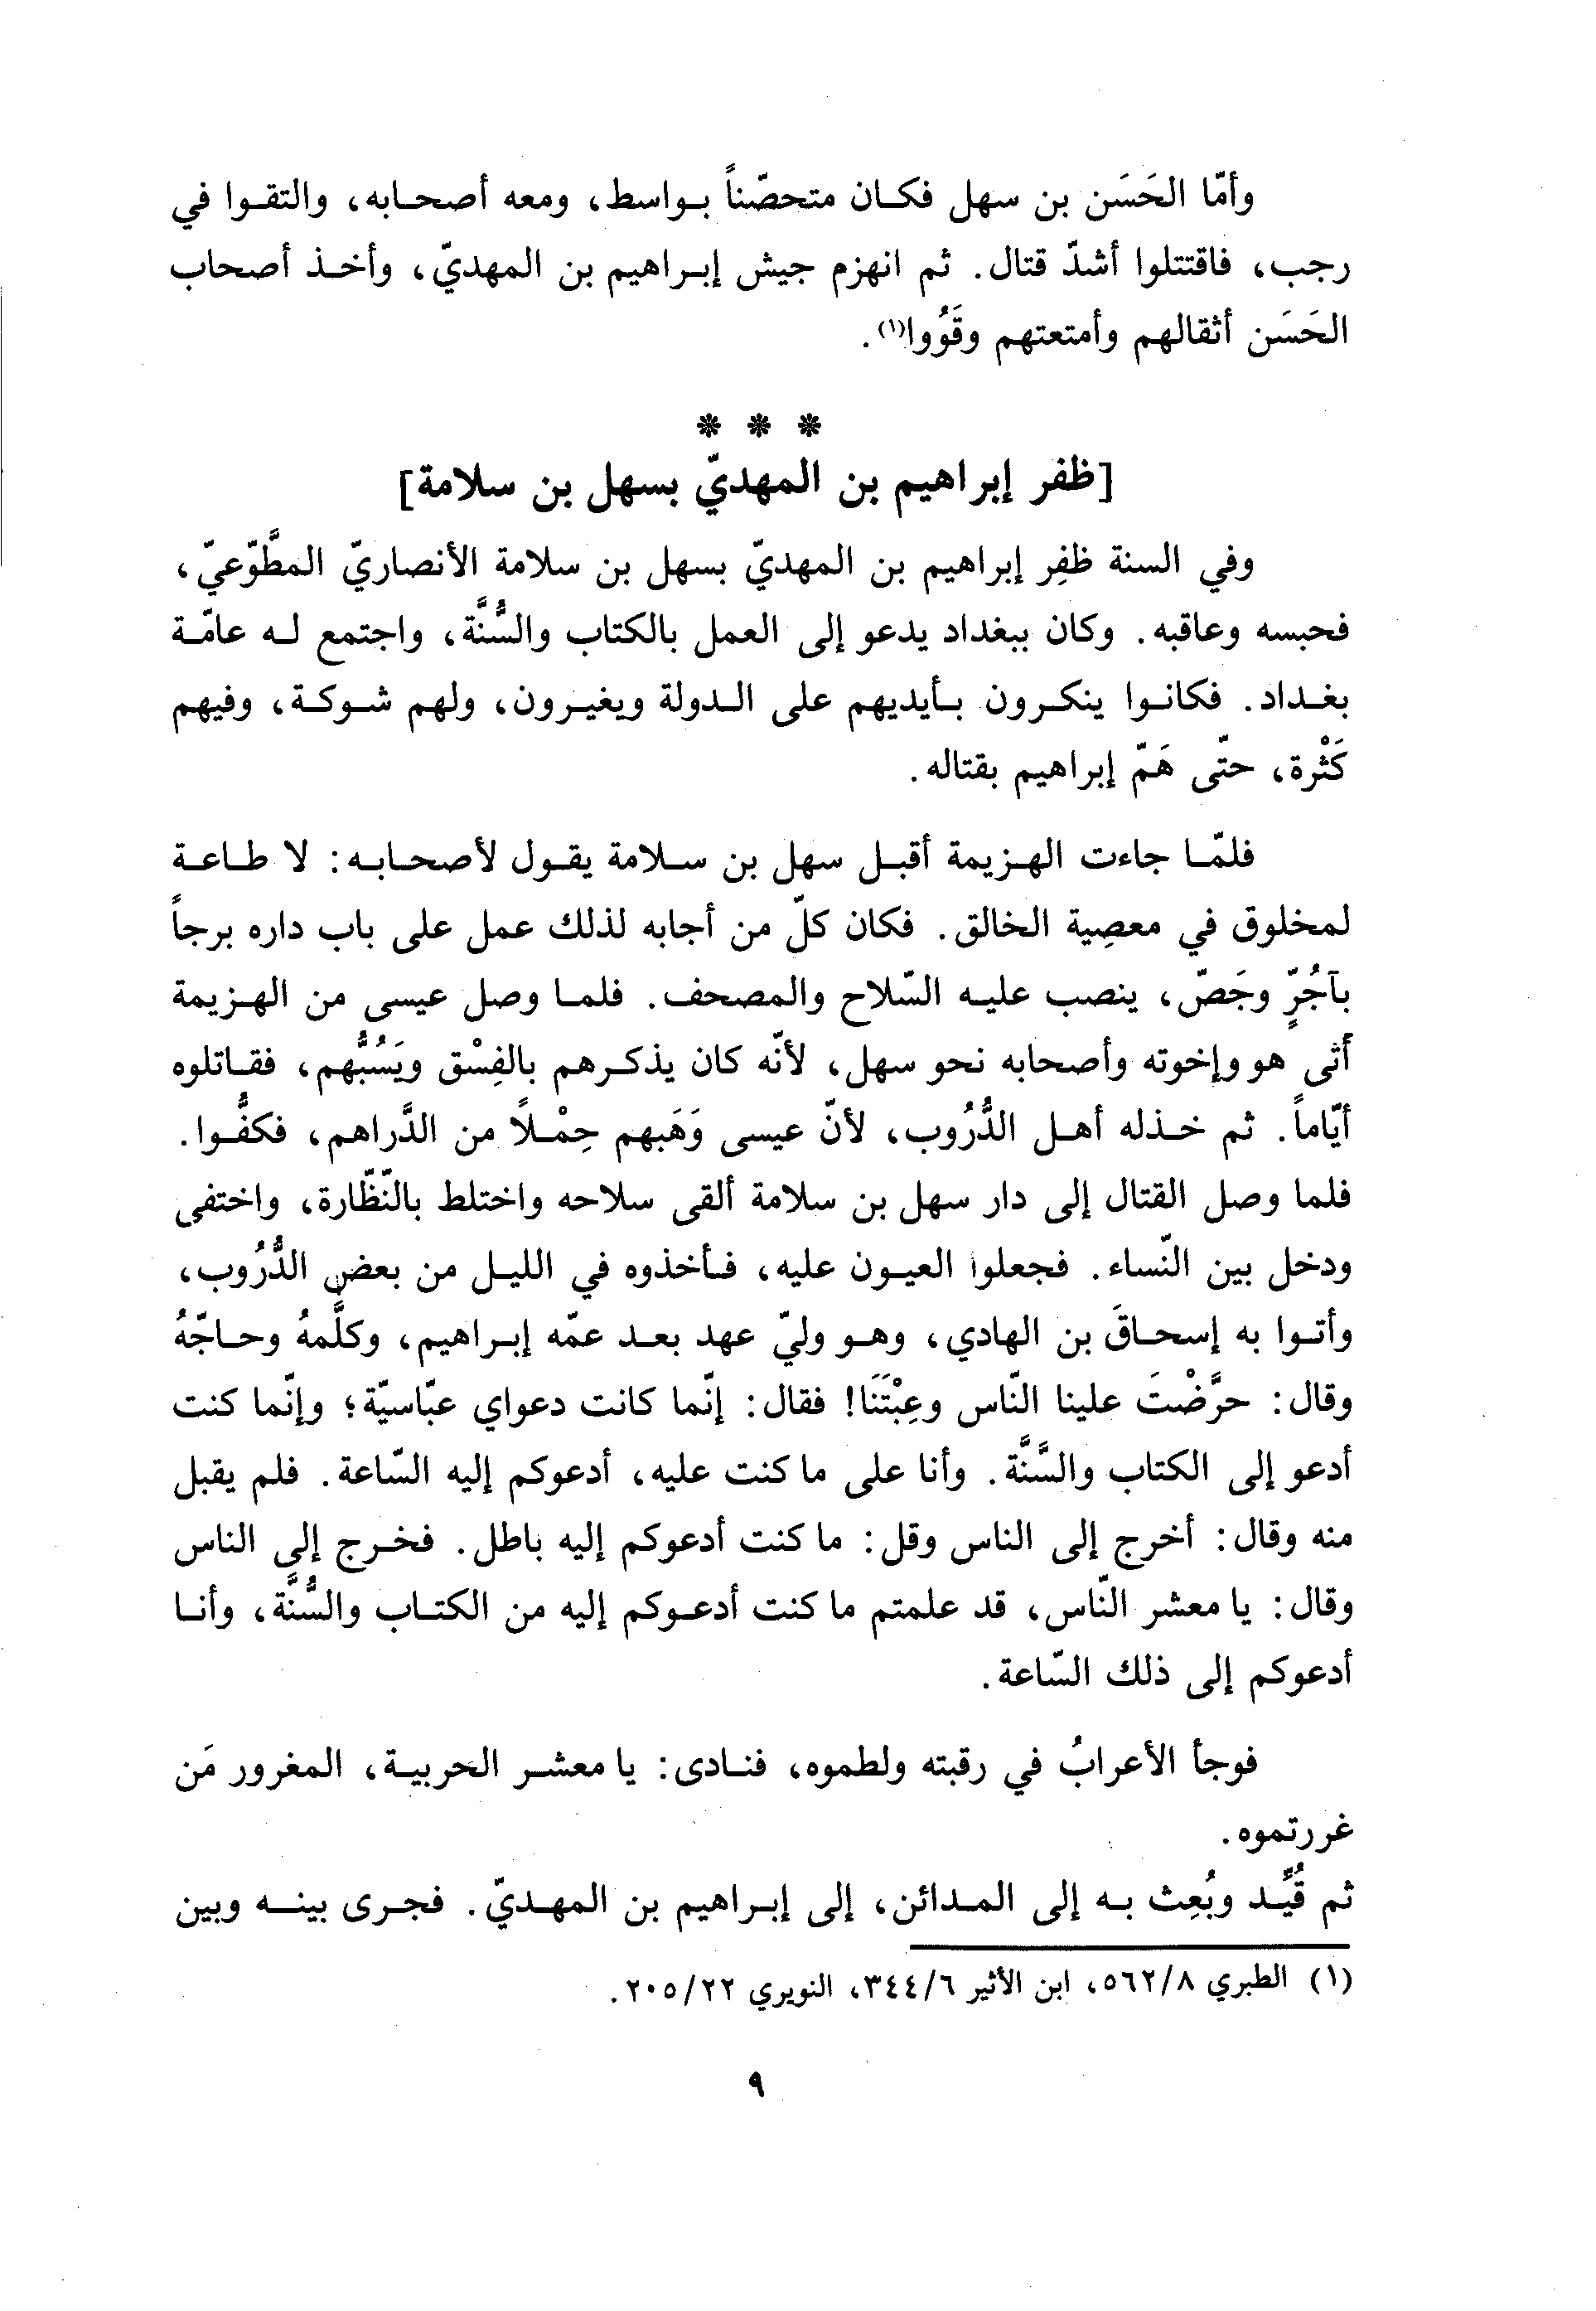 وأمّا الحَسَن بن سهل فكان متحصّناً بواسط، ومعه أصحابه، والتقوا في
رجب، فاقتتلوا أشدّ قتال. ثم انهزم جيش إبراهيم بن المهديّ، وأخذ أصحاب
الحَسَن أثقالهم وأمتعتهم وقَوُوا(١).
* * *
[ظفر إبراهيم بن المهديّ بسهل بن سلامة]
وفي السنة ظفِر إبراهيم بن المهديّ بسهل بن سلامة الأنصاريّ المطَّوّعيّ،
فحبسه وعاقبه. وكان ببغداد يدعو إلى العمل بالكتاب والسُّنَّة، واجتمع له عامّة
بغداد. فكانوا ينكرون بأيديهم على الدولة ويغيرون، ولهم شوكة، وفيهم
كَثْرة، حتّى هَمّ إبراهيم بقتاله.
فلمّا جاءت الهزيمة أقبل سهل بن سلامة يقول لأصحابه: لا طاعة
لمخلوق في معصِية الخالق. فكان كلّ من أجابه لذلك عمل على باب داره برجاً
بآجُرٍّ وجَصّ، ينصب عليه السّلاح والمصحف. فلما وصل عيسى من الهزيمة
أتى هو وإخوته وأصحابه نحو سهل، لأنّه كان يذكرهم بالفِسْق ويَسُبُّهم، فقاتلوه
أيّاماً. ثم خذله أهل الدُّرُوب، لأنّ عيسى وَهَبهم حِمْلاً من الدَّراهم، فكفُّوا.
فلما وصل القتال إلى دار سهل بن سلامة ألقى سلاحه واختلط بالنّظّارة، واختفى
ودخل بين النّساء. فجعلوا العيون عليه، فأخذوه في الليل من بعض الدُّرُوب،
وأتوا به إسحاقَ بن الهادي، وهو وليّ عهد بعد عمّه إبراهيم، وكلَّمهُ وحاجّهُ
وقال: حرَّضْتَ علينا النّاس وعِبْتَنَا! فقال: إنّما كانت دعواي عبّاسيّة؛ وإنّما كنت
أدعو إلى الكتاب والسَّنَّة. وأنا على ما كنت عليه، أدعوكم إليه السّاعة. فلم يقبل
منه وقال: أخرج إلى الناس وقل: ما كنت أدعوكم إليه باطل. فخرج إلى الناس
وقال: يا معشر النّاس، قد علمتم ما كنت أدعوكم إليه من الكتاب والسُّنَّة، وأنا
أدعوكم إلى ذلك السّاعة.
فوجأ الأعرابُ في رقبته ولطموه، فنادى: يا معشر الحربية، المغرور مَن
غررتموه.
ثم قُيِّد وبُعِث به إلى المدائن، إلى إبراهيم بن المهديّ. فجرى بينه وبين
(١) الطبري ٥٦٢/٨، ابن الأثير ٣٤٤/٦، النويري ٢٠٥/٢٢.
٩